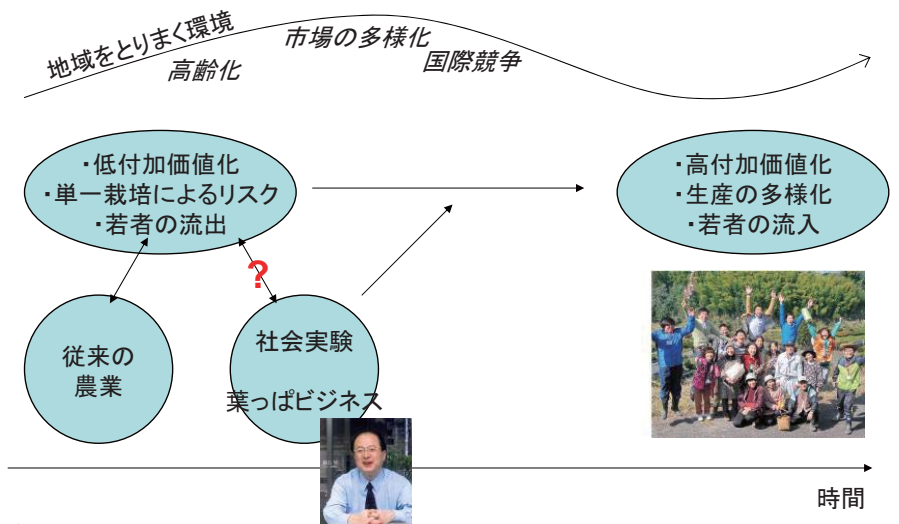 地域をとりまく環境
高齢化
市場の多様化
国際競争
・低付加価値化
・単一栽培によるリスク
・若者の流出
・高付加価値化
・生産の多様化
・若者の流入
?
従来の
農業
社会実験
葉っぱビジネス
時間